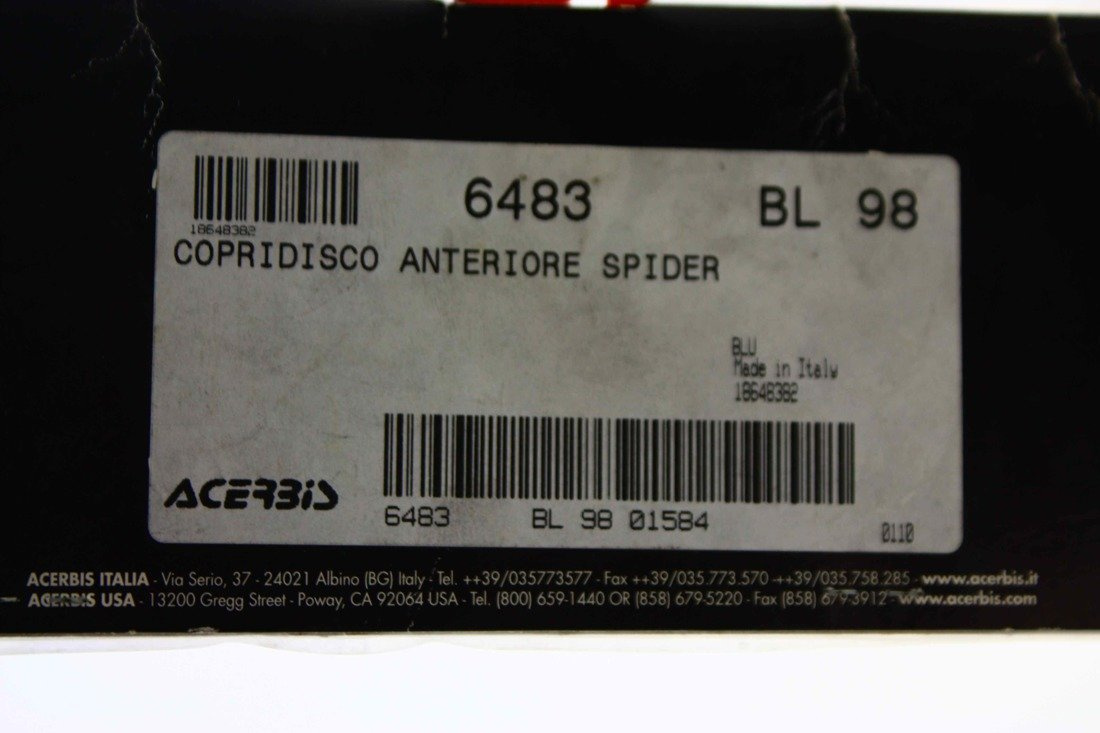 6483 BL 98
18648382
COPRIDISCO ANTERIORE SPIDER
BLU
Made in Italy
18648382
ACERBIS
6483 BL 98 01584
0110
ACERBIS ITALIA - Via Serio, 37 - 24021 Albino (BG) Italy - Tel. ++39/035773577 - Fax ++39/035.773.570 -++39/035.758.285 - www.acerbis.it
ACERBIS USA - 13200 Gregg Street - Poway, CA 92064 USA - Tel. (800) 659-1440 OR (858) 679-5220 - Fax (858) 679-3912 - www.acerbis.com